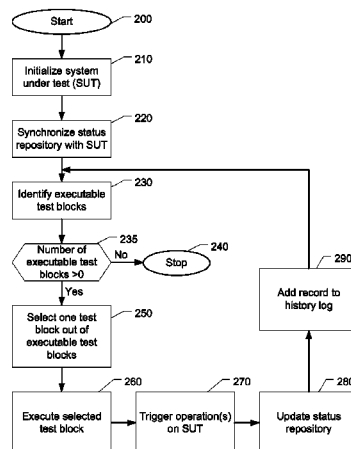 Start
200
210
Initialize system
under test (SUT)
220
Synchronize status
repository with SUT
230
Identify executable
test blocks
235
Number of
executable test
blocks >0
No
240
Stop
Yes
250
Select one test
block out of
executable test
blocks
260
Execute selected
test block
270
Trigger operation(s)
on SUT
280
Update status
repository
290
Add record to
history log